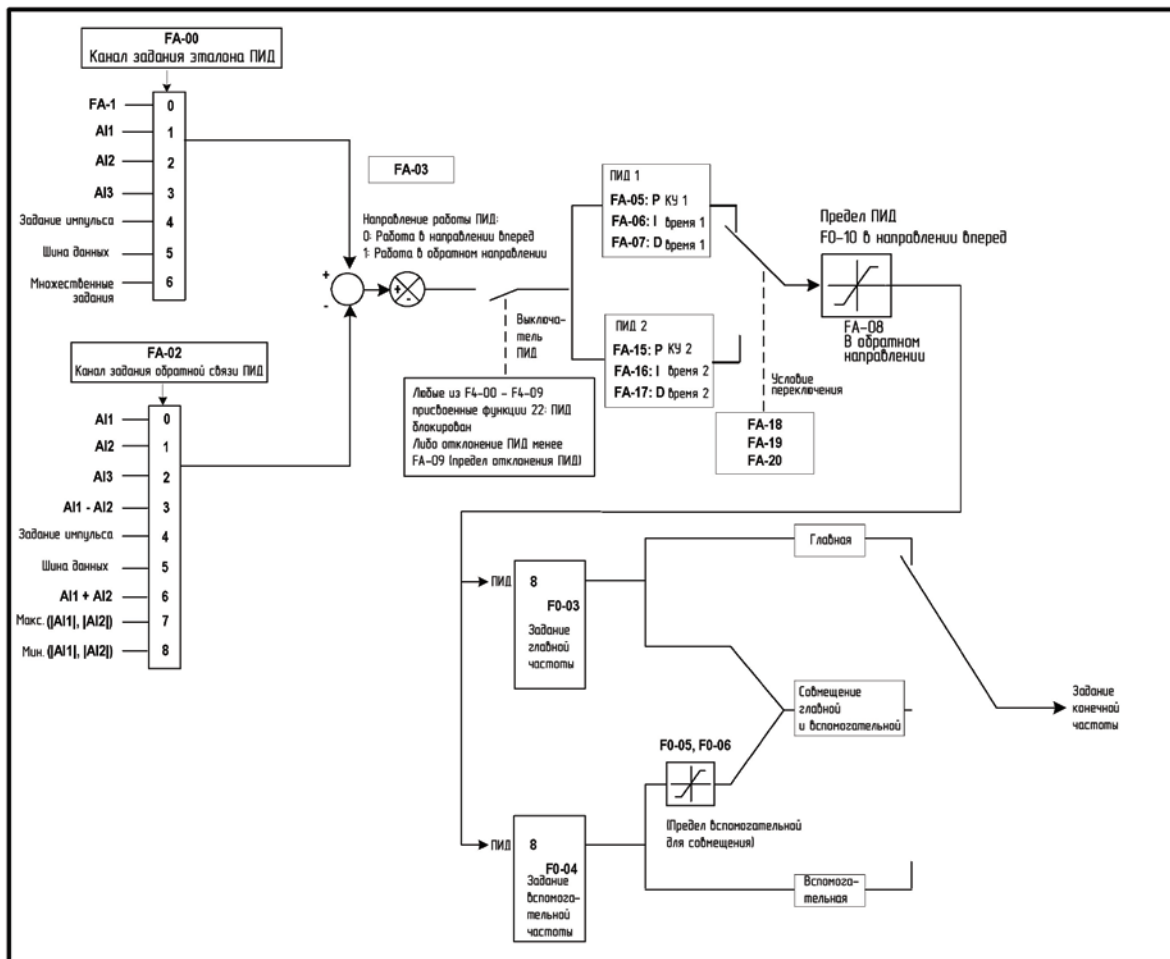 FA-00
Канал задания эталона ПИД
FA-1
0
AI1
1
AI2
2
AI3
3
Задание импульса
4
Шина данных
5
Множественные
задания
6
FA-03
Направление работы ПИД:
0: Работа в направлении вперед
1: Работа в обратном направлении
+
-
+
-
Выключа-
тель
ПИД
ПИД 1
FA-05: P КУ 1
FA-06: I время 1
FA-07: D время 1
ПИД 2
FA-15: P КУ 2
FA-16: I время 2
FA-17: D время 2
Предел ПИД
F0-10 в направлении вперед
FA-08
В обратном
направлении
Условие
переключения
FA-18
FA-19
FA-20
Любые из F4-00 - F4-09
присвоенные функции 22: ПИД
блокирован
Либо отклонение ПИД менее
FA-09 (предел отклонения ПИД)
FA-02
Канал задания обратной связи ПИД
AI1
0
AI2
1
AI3
2
AI1 - AI2
3
Задание импульса
4
Шина данных
5
AI1 + AI2
6
Макс. (|AI1|, |AI2|)
7
Мин. (|AI1|, |AI2|)
8
ПИД
8
F0-03
Задание
главной
частоты
Главная
Совмещение
главной
и вспомогательной
Задание
конечной
частоты
F0-05, F0-06
(Предел вспомогательной
для совмещения)
ПИД
8
F0-04
Задание
вспомога-
тельной
частоты
Вспомога-
тельная